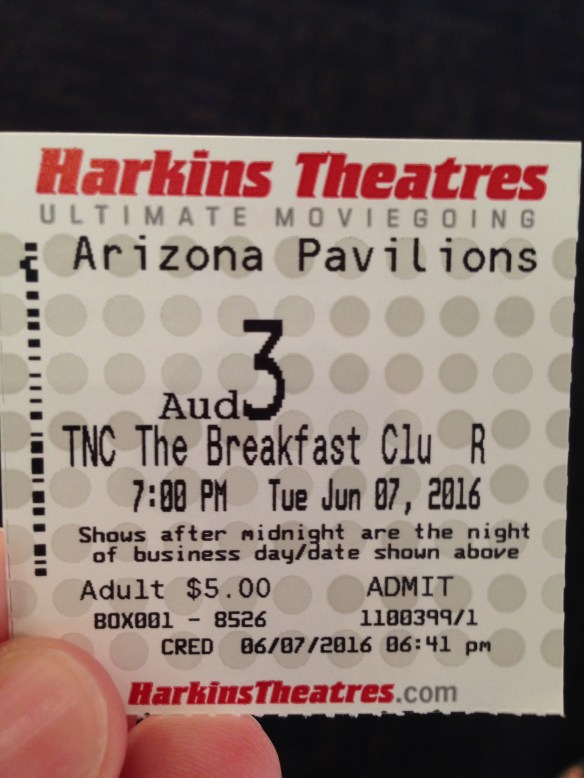 Harkins Theatres
ULTIMATE MOVIEGOING
Arizona Pavilions
Aud 3
TNC The Breakfast Clu R
7:00 PM Tue Jun 07, 2016
Shows after midnight are the night
of business day/date shown above
Adult $5.00 ADMIT
BOX001 - 8526 1100399/1
CRED 06/07/2016 06:41 pm
HarkinsTheatres.com